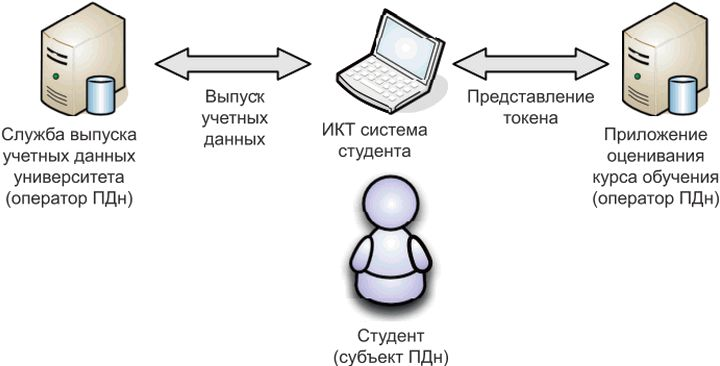 Служба выпуска
учетных данных
университета
(оператор ПДн)
Выпуск
учетных
данных
ИКТ система
студента
Представление
токена
Приложение
оценивания
курса обучения
(оператор ПДн)
Студент
(субъект ПДн)